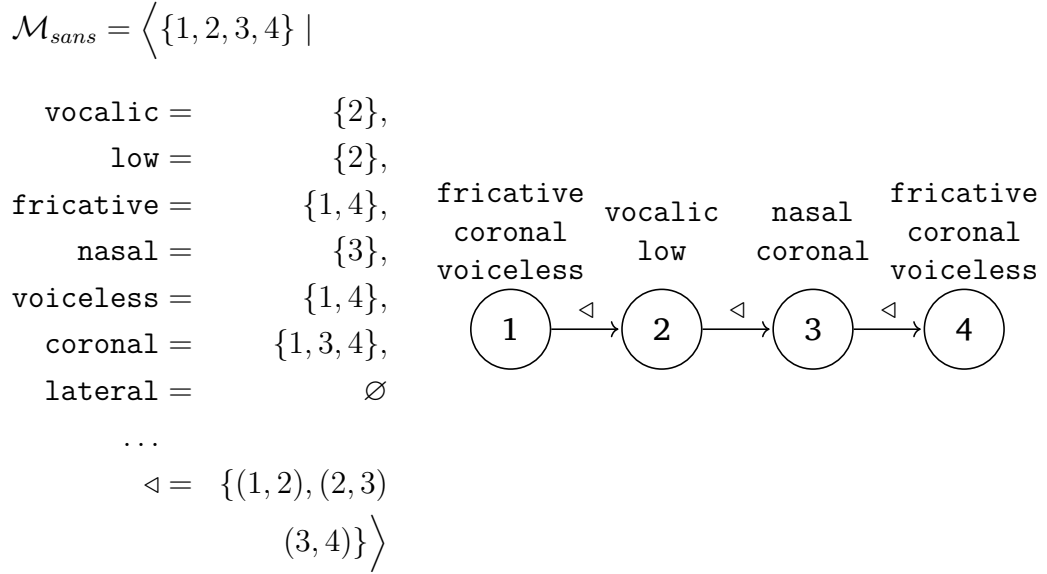 ℳ_sans = ⟨ {1, 2, 3, 4} |
vocalic = {2},
low = {2},
fricative = {1, 4},
nasal = {3},
voiceless = {1, 4},
coronal = {1, 3, 4},
lateral = ∅
…
◃ = {(1, 2), (2, 3)
(3, 4)} ⟩
fricative
coronal
voiceless
1
◃
vocalic
low
2
◃
nasal
coronal
3
◃
fricative
coronal
voiceless
4